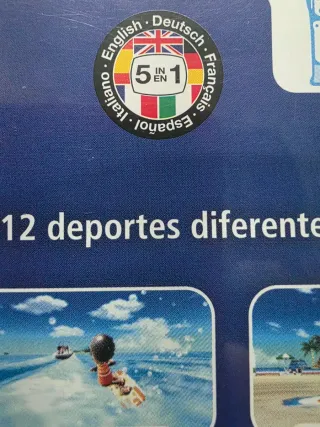 English · Deutsch · Français · Español · Italiano ·
5 IN EN 1
12 deportes diferente